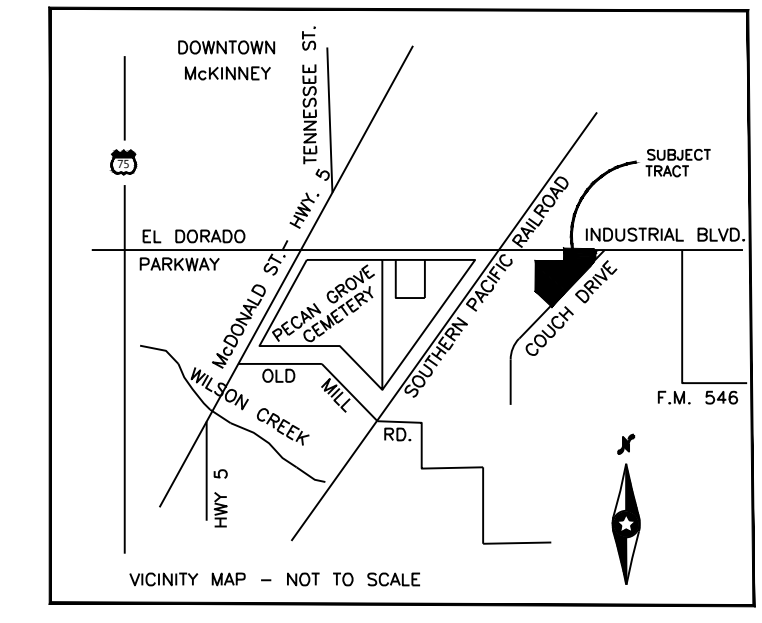 DOWNTOWN
McKINNEY
TENNESSEE ST.
75
SUBJECT
TRACT
EL DORADO
PARKWAY
McDONALD ST.- HWY. 5
INDUSTRIAL BLVD.
PECAN GROVE
CEMETERY
SOUTHERN PACIFIC RAILROAD
COUCH DRIVE
F.M. 546
OLD
MILL
RD.
WILSON CREEK
HWY 5
N
VICINITY MAP - NOT TO SCALE